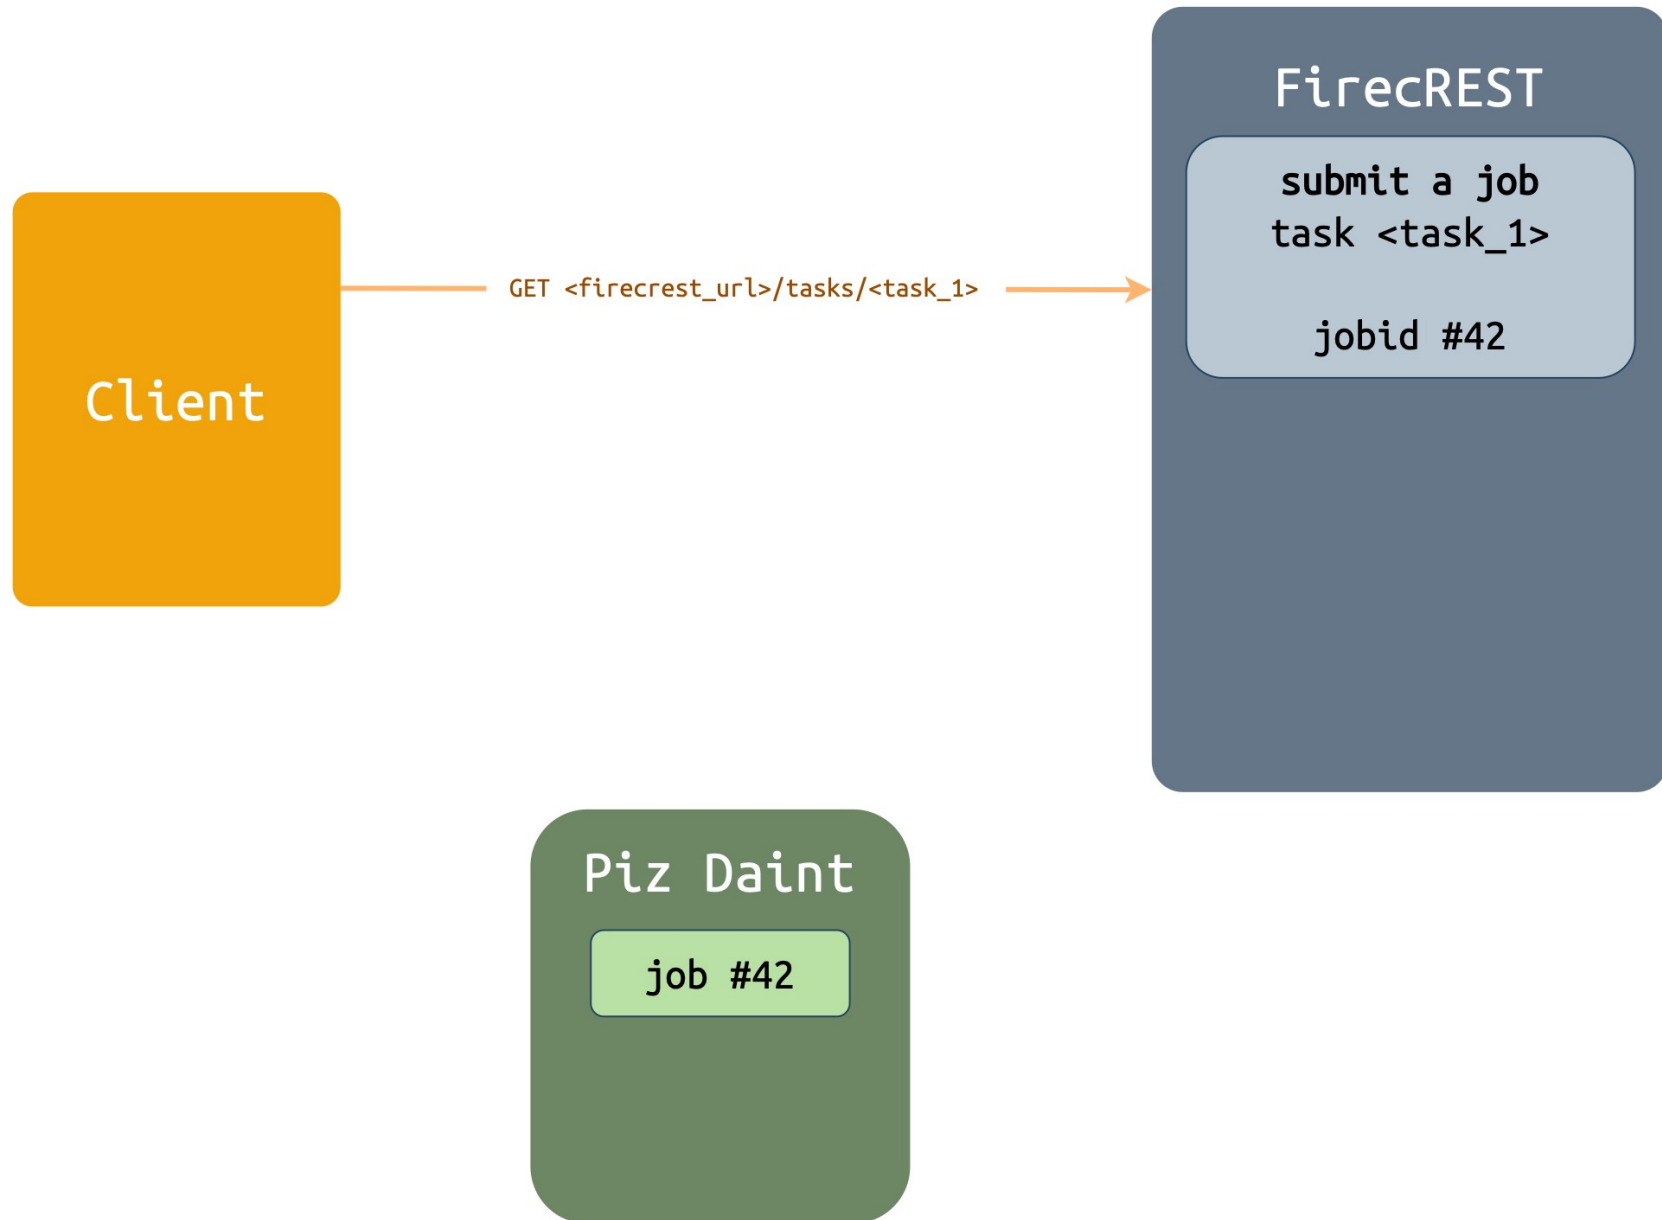 FirecREST
submit a job
task <task_1>
jobid #42
GET <firecrest_url>/tasks/<task_1>
Client
Piz Daint
job #42